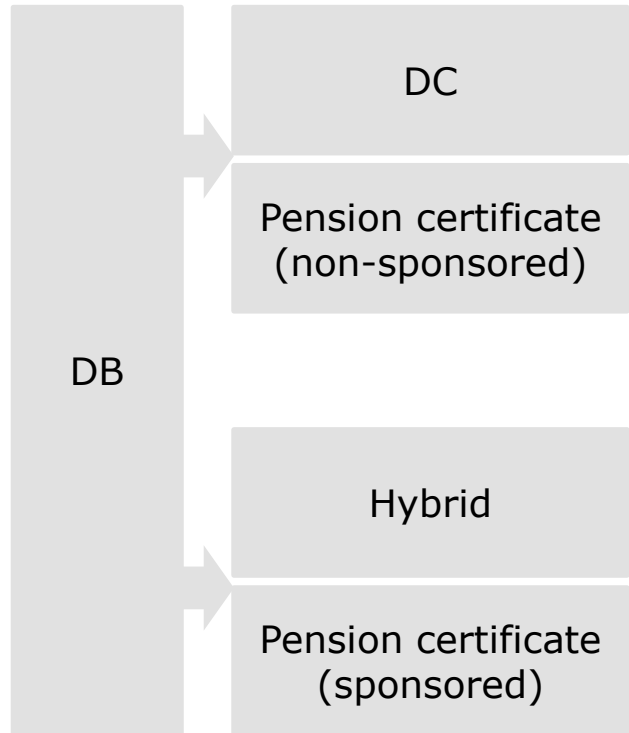 DB
DC
Pension certificate
(non-sponsored)
Hybrid
Pension certificate
(sponsored)